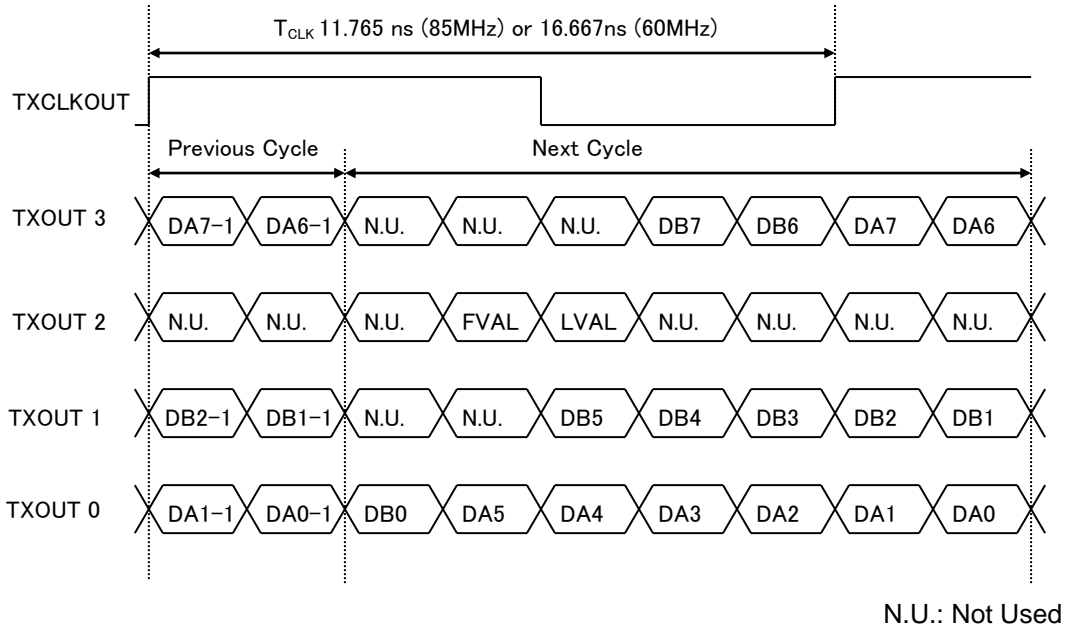 T_CLK 11.765 ns (85MHz) or 16.667ns (60MHz)
TXCLKOUT
Previous Cycle Next Cycle
TXOUT 3 DA7-1 DA6-1 N.U. N.U. N.U. DB7 DB6 DA7 DA6
TXOUT 2 N.U. N.U. N.U. FVAL LVAL N.U. N.U. N.U. N.U.
TXOUT 1 DB2-1 DB1-1 N.U. N.U. DB5 DB4 DB3 DB2 DB1
TXOUT 0 DA1-1 DA0-1 DB0 DA5 DA4 DA3 DA2 DA1 DA0
N.U.: Not Used